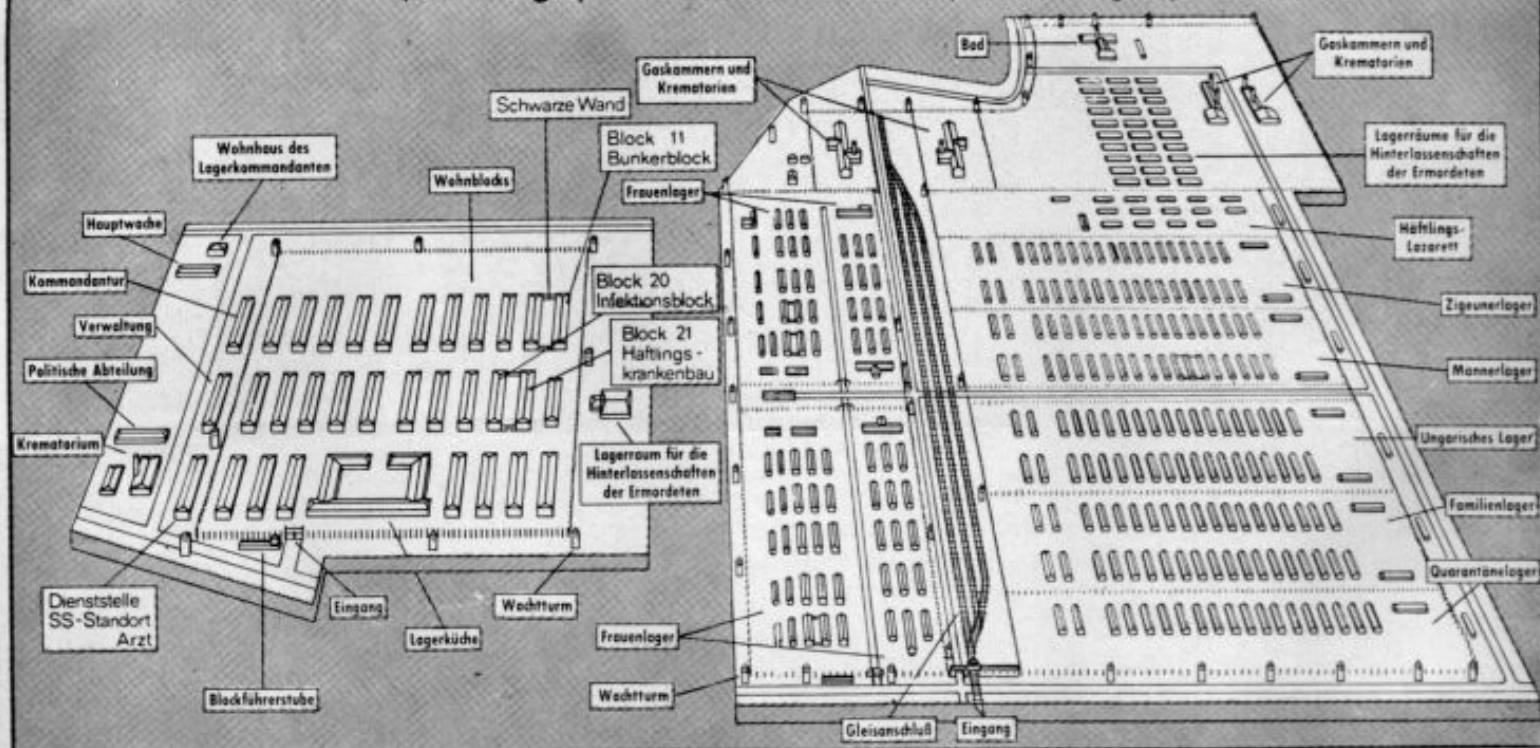 Wohnhaus des
Lagerkommandanten
Hauptwache
Kommandantur
Verwaltung
Politische Abteilung
Krematorium
Dienststelle
SS-Standort
Arzt
Blockführerstube
Eingang
Lagerküche
Wachtturm
Wohnblocks
Schwarze Wand
Block 11
Bunkerblock
Block 20
Infektionsblock
Block 21
Haftlings -
krankenbau
Lagerraum für die
Hinterlassenschaften
der Ermordeten
Gaskammern und
Krematorien
Frauenlager
Frauenlager
Wachtturm
Gleisanschluß
Eingang
Bad
Gaskammern und
Krematorien
Lagerräume für die
Hinterlassenschaften
der Ermordeten
Häftlings-
Lazarett
Zigeunerlager
Mannerlager
Ungarisches Lager
Familienlager
Quarantänelager